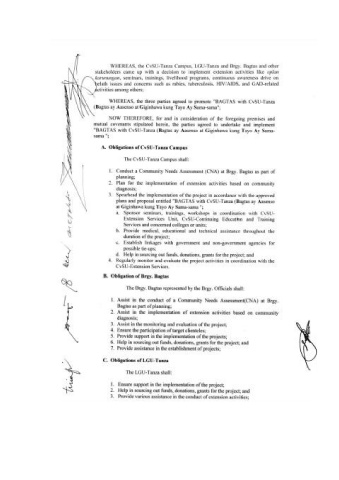 WHEREAS, the CvSU-Tanza Campus, LGU-Tanza and Brgy. Bagtas and other
stakeholders came up with a decision to implement extension activities like
seminars, trainings, livelihood programs, continuous awareness drive on
health issues and concerns such as rabies, tuberculosis, HIV/AIDS, and GAD-related
activities among others.
WHEREAS, the three parties agreed to promote "BAGTAS with CvSU-Tanza
(Bagtas ay Asenso at Giginhawa kung Tayo Ay Sama-sama",
NOW THEREFORE, for and in consideration of the foregoing premises and
mutual covenants stipulated herein, the parties agreed to undertake and implement
"BAGTAS with CvSU-Tanza (Bagtas ay Asenso at Giginhawa kung Tayo Ay Sama-
sama ";
A. Obligations of CvSU-Tanza Campus
The CvSU-Tanza Campus shall:
1. Conduct a Community Needs Assessment (CNA) at Brgy. Bagtas as part of
planning;
2. Plan for the implementation of extension activities based on community
diagnosis;
3. Spearhead the implementation of project in accordance with the approved
plans and proposal entitled "BAGTAS with CvSU-Tanza (Bagtas ay Asenso
at Giginhawa kung Tayo Ay Sama-sama ");
a. Sponsor seminars, trainings, workshops in coordination with CvSU-
Extension Services Unit, CvSU-Continuing Education and Training
Services and concerned colleges or units;
b. Provide medical, educational and technical assistance throughout the
duration of the project;
c. Establish linkages with government and non-government agencies for
possible tie-ups;
d. Help in sourcing out funds, donations, grants for the project; and
4. Regularly monitor and evaluate the project activities in coordination with the
CvSU-Extension Services.
B. Obligation of Brgy. Bagtas
The Brgy. Bagtas represented by the Brgy. Officials shall:
1. Assist in the conduct of a Community Needs Assessment(CNA) at Brgy.
Bagtas as part of planning;
2. Assist in the implementation of extension activities based on community
diagnosis;
3. Assist in the monitoring and evaluation of the project;
4. Ensure the participation of target clienteles;
5. Provide support in the implementation of the projects;
6. Help in sourcing out funds, donations, grants for the project; and
7. Provide assistance in the establishment of projects;
C. Obligations of LGU-Tanza
The LGU-Tanza shall:
1. Ensure support in the implementation of the project;
2. Help in sourcing out funds, donations, grants for the project; and
3. Provide various assistance in the conduct of extension activities;